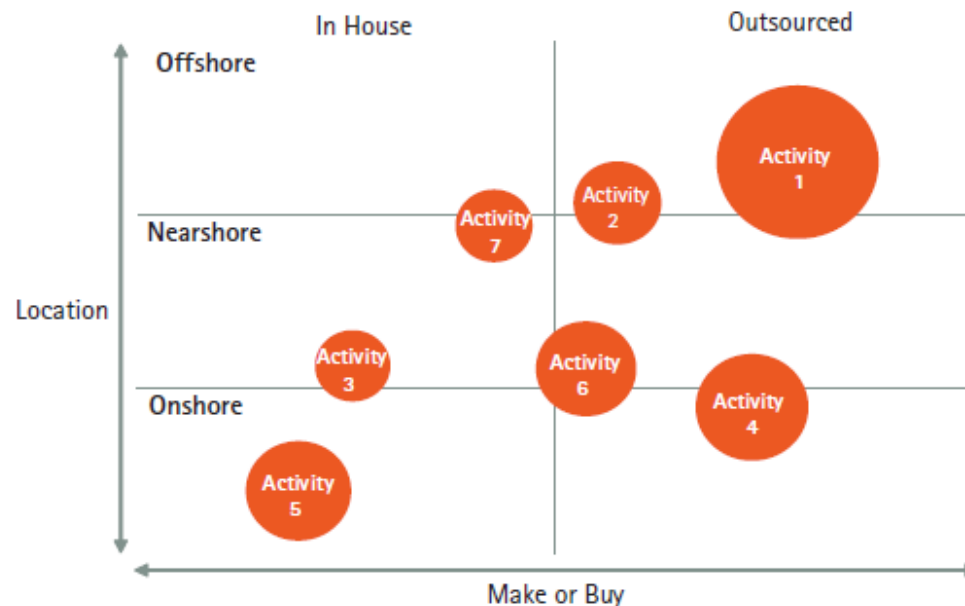 In House
Outsourced
Offshore
Activity
1
Activity
2
Nearshore
Activity
7
Location
Activity
3
Activity
6
Onshore
Activity
4
Activity
5
Make or Buy